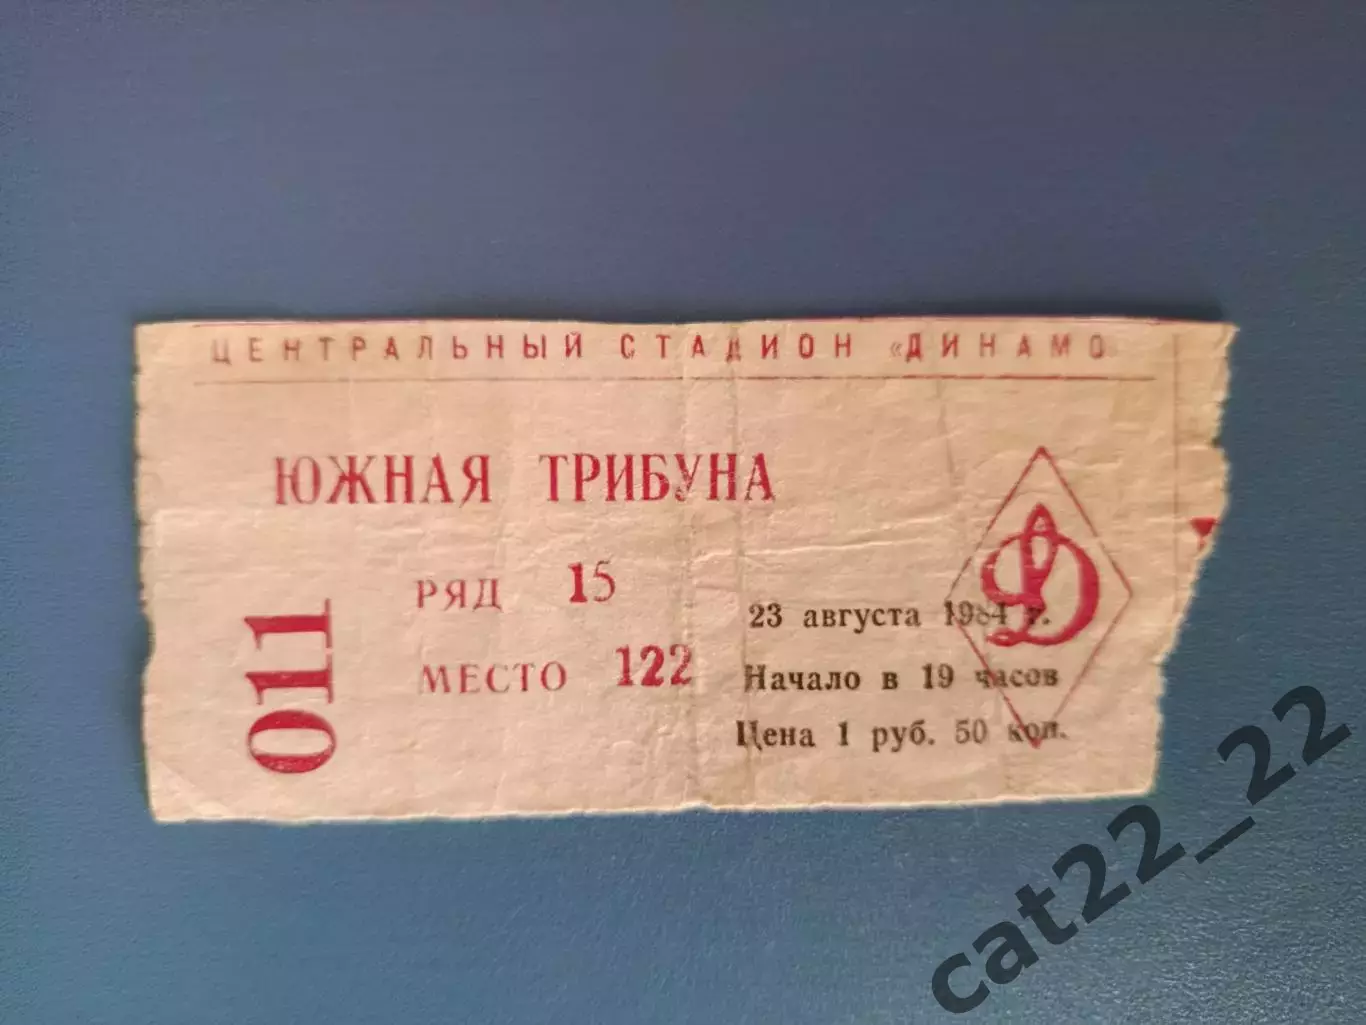 ЦЕНТРАЛЬНЫЙ СТАДИОН «ДИНАМО»
ЮЖНАЯ ТРИБУНА
РЯД 15
МЕСТО 122
011
23 августа 1984 г.
Начало в 19 часов
Цена 1 руб. 50 коп.
Д
cat22_22